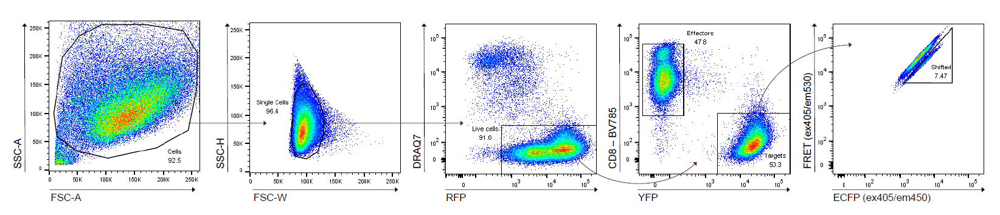 250K
200K
150K
100K
50K
0
SSC-A
Cells
92.5
0
50K
100K
150K
200K
250K
FSC-A
250K
200K
150K
100K
50K
0
SSC-H
Single Cells
96.4
0
50K
100K
150K
200K
250K
FSC-W
10^5
10^4
10^3
10^2
0
DRAQ7
Live cells
91.6
0
10^3
10^4
10^5
RFP
10^5
10^4
10^3
10^2
0
CD8 – BV785
Effectors
47.8
Targets
50.3
0
10^3
10^4
10^5
YFP
10^5
10^4
10^3
10^2
0
FRET (ex405/em530)
Shifted
7.47
0
10^2
10^3
10^4
10^5
ECFP (ex405/em450)